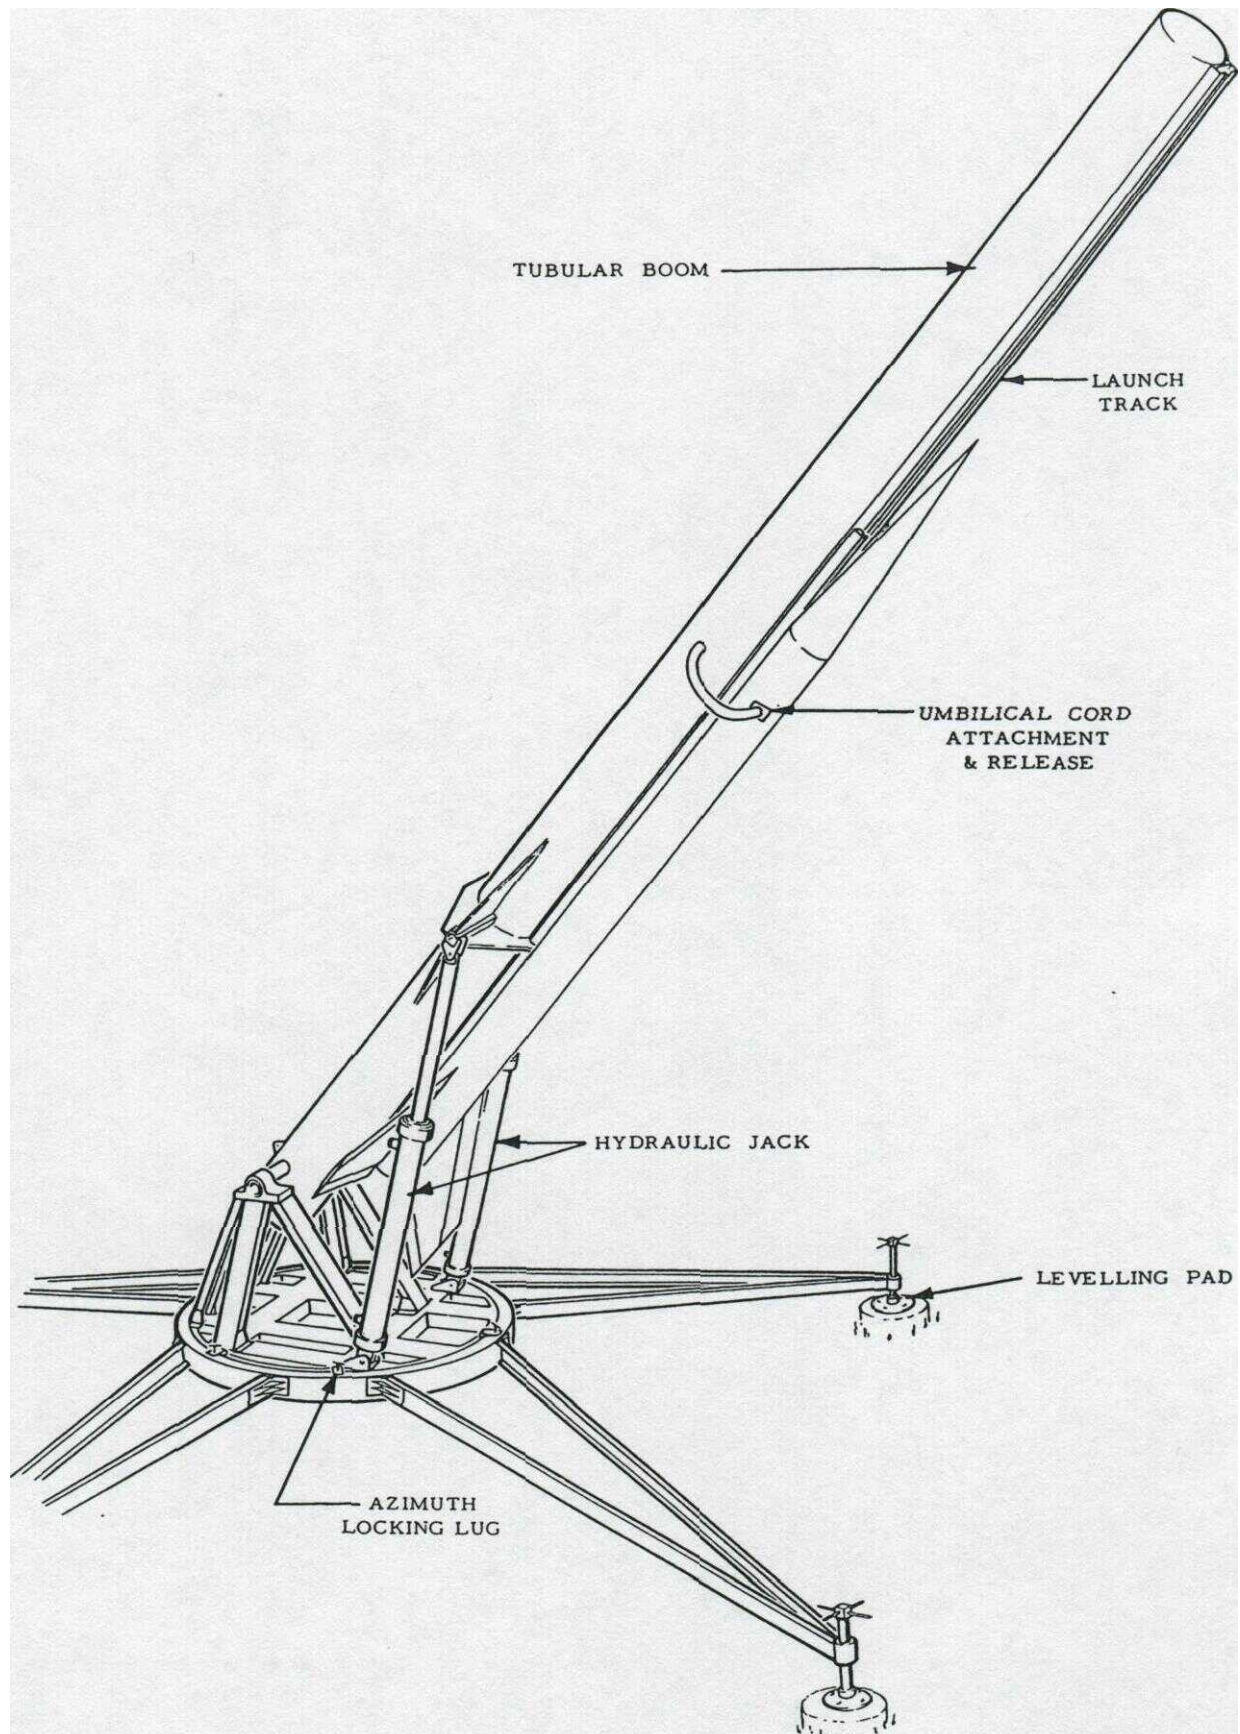 TUBULAR BOOM
LAUNCH
TRACK
UMBILICAL CORD
ATTACHMENT
& RELEASE
HYDRAULIC JACK
LEVELLING PAD
AZIMUTH
LOCKING LUG